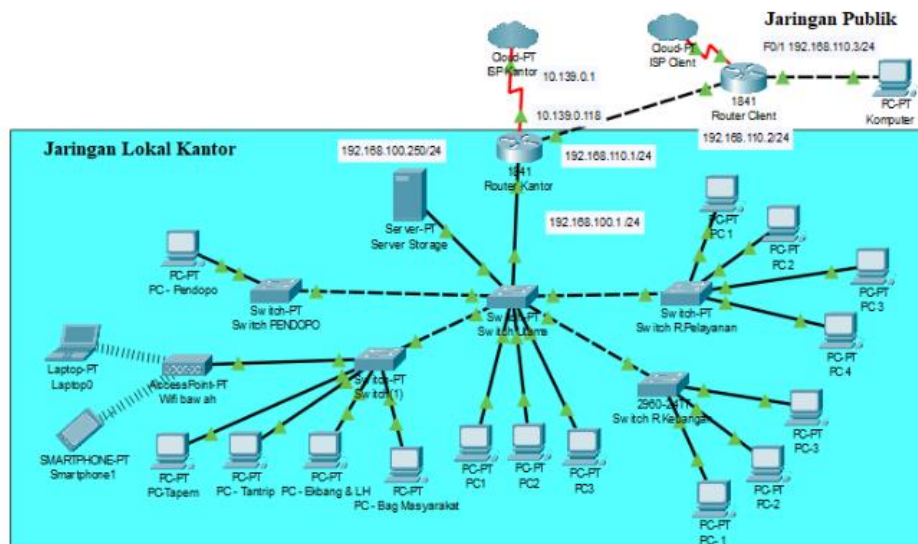 Jaringan Publik
Cloud-PT
ISP Kantor
Cloud-PT
ISP Client
F0/1 192.168.110.3/24
10.139.0.1
1841
Router Client
PC-PT
Komputer
10.139.0.118
192.168.110.2/24
Jaringan Lokal Kantor
192.168.100.250/24
1841
Router Kantor
192.168.110.1/24
192.168.100.1 /24
Server-PT
Server Storage
PC-PT
PC 1
PC-PT
PC 2
PC-PT
PC 3
PC-PT
PC 4
PC-PT
PC - Pendopo
Switch-PT
Switch PENDOPO
Switch-PT
Switch Utama
Switch-PT
Switch R.Pelayanan
Laptop-PT
Laptop0
AccessPoint-PT
Wifi bawah
Switch-PT
Switch(1)
2960-24TT
Switch R.Keuangan
SMARTPHONE-PT
Smartphone1
PC-PT
PC-Tapem
PC-PT
PC - Tantrip
PC-PT
PC - Ekbang & LH
PC-PT
PC - Bag Masyarakat
PC-PT
PC1
PC-PT
PC2
PC-PT
PC3
PC-PT
PC-3
PC-PT
PC-2
PC-PT
PC- 1